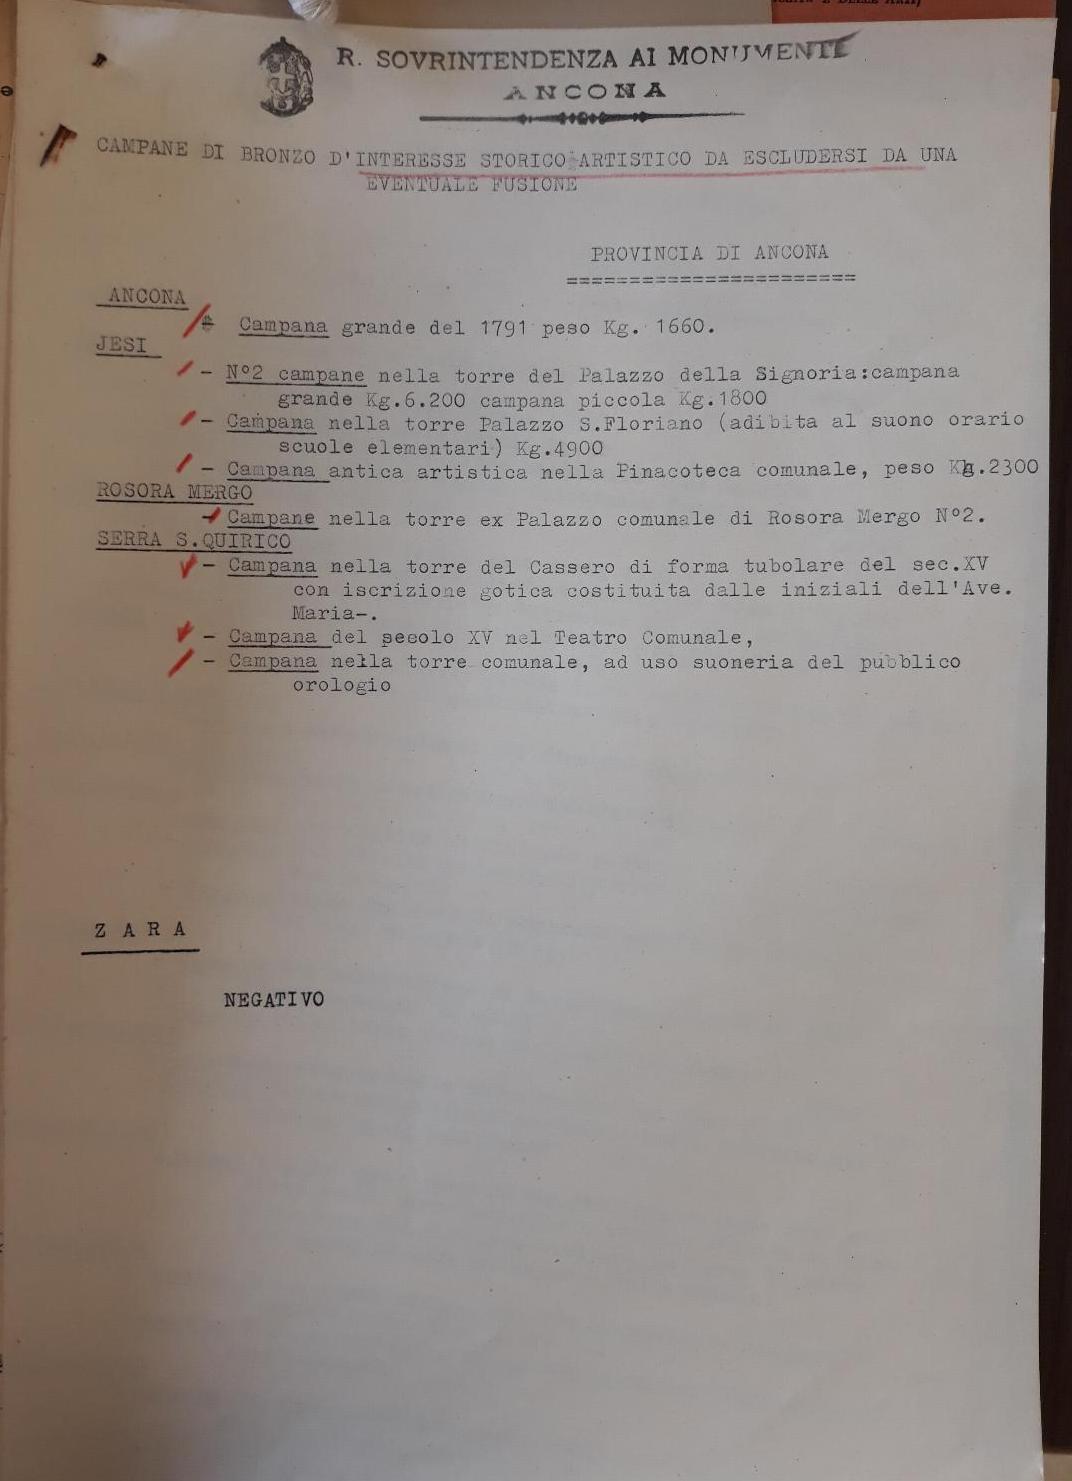 R. SOVRINTENDENZA AI MONUMENTI
ANCONA
CAMPANE DI BRONZO D'INTERESSE STORICO-ARTISTICO DA ESCLUDERSI DA UNA
EVENTUALE FUSIONE
PROVINCIA DI ANCONA
=======================
ANCONA
Campana grande del 1791 peso Kg. 1660.
JESI
- N°2 campane nella torre del Palazzo della Signoria:campana
grande Kg.6.200 campana piccola Kg.1800
- Campana nella torre Palazzo S.Floriano (adibita al suono orario
scuole elementari) Kg.4900
- Campana antica artistica nella Pinacoteca comunale, peso Kg.2300
ROSORA MERGO
- Campane nella torre ex Palazzo comunale di Rosora Mergo N°2.
SERRA S.QUIRICO
- Campana nella torre del Cassero di forma tubolare del sec.XV
con iscrizione gotica costituita dalle iniziali dell'Ave.
Maria-.
- Campana del secolo XV nel Teatro Comunale,
- Campana nella torre comunale, ad uso suoneria del pubblico
orologio
Z A R A
NEGATIVO